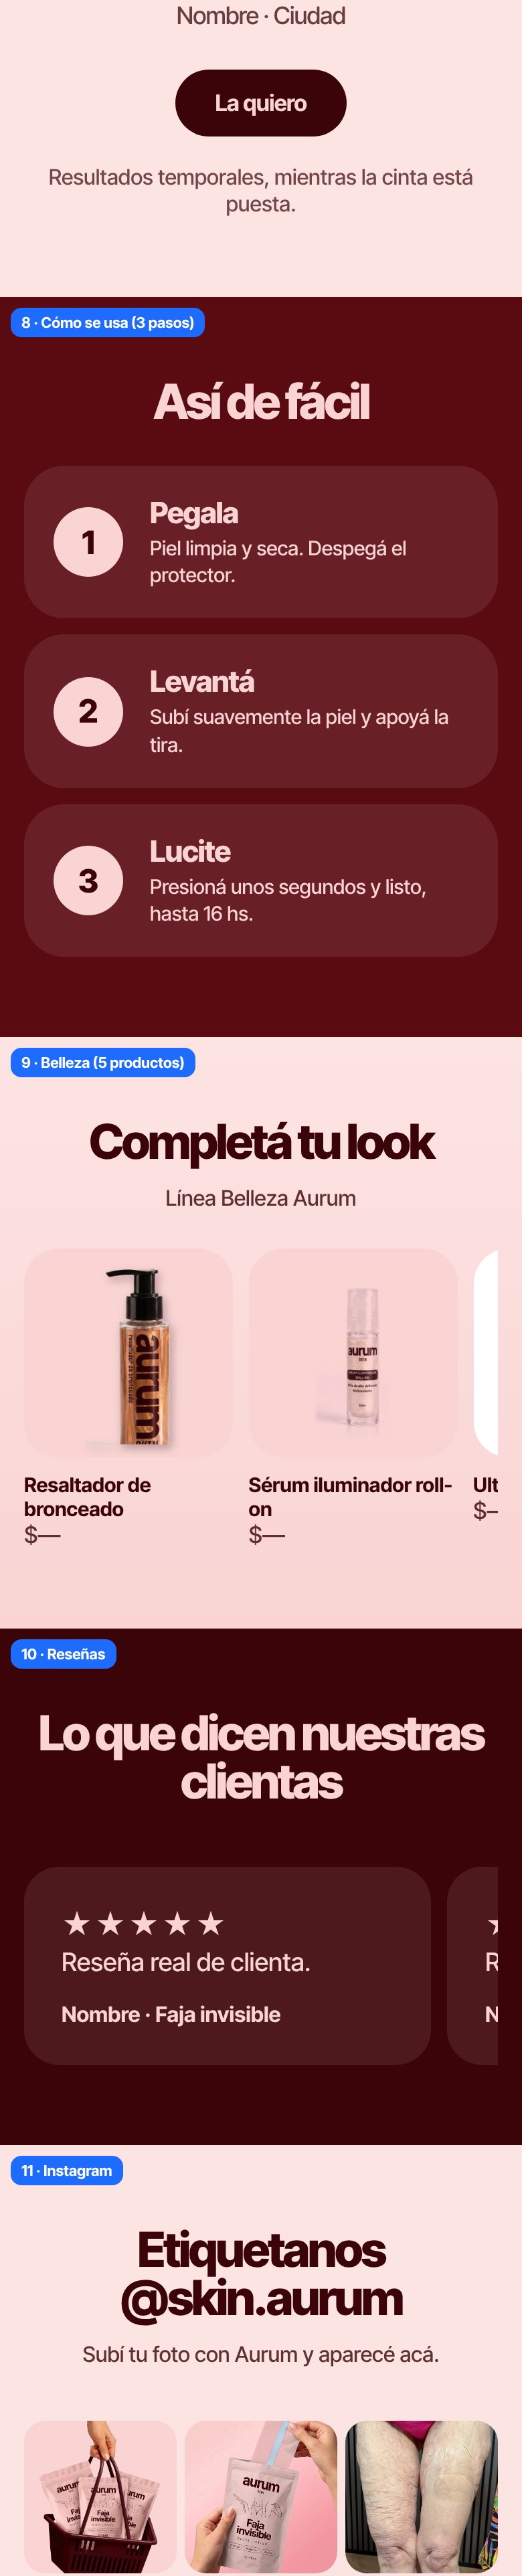 Nombre · Ciudad
La quiero
Resultados temporales, mientras la cinta está
puesta.
8 · Cómo se usa (3 pasos)
Así de fácil
1
Pegala
Piel limpia y seca. Despegá el
protector.
2
Levantá
Subí suavemente la piel y apoyá la
tira.
3
Lucite
Presioná unos segundos y listo,
hasta 16 hs.
9 · Belleza (5 productos)
Completá tu look
Línea Belleza Aurum
aurum
aurum
SKIN
Resaltador de
bronceado
$—
Sérum iluminador roll-
on
$—
Ult
$—
10 · Reseñas
Lo que dicen nuestras
clientas
★★★★★
Reseña real de clienta.
Nombre · Faja invisible
★
R
N
11 · Instagram
Etiquetanos
@skin.aurum
Subí tu foto con Aurum y aparecé acá.
aurum
Faja
invisible
aurum
Faja
invisible